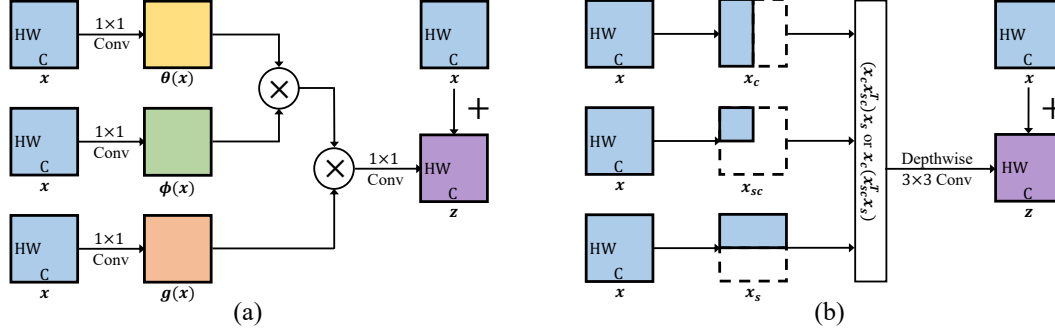 HW
C
x
1×1
Conv
θ(x)
HW
C
x
1×1
Conv
ϕ(x)
HW
C
x
1×1
Conv
g(x)
×
×
1×1
Conv
HW
C
x
+
HW
C
z
(a)
HW
C
x
x_c
HW
C
x
x_sc
HW
C
x
x_s
(x_c x_sc^T)x_s or x_c(x_sc^T x_s)
Depthwise
3×3 Conv
HW
C
x
+
HW
C
z
(b)